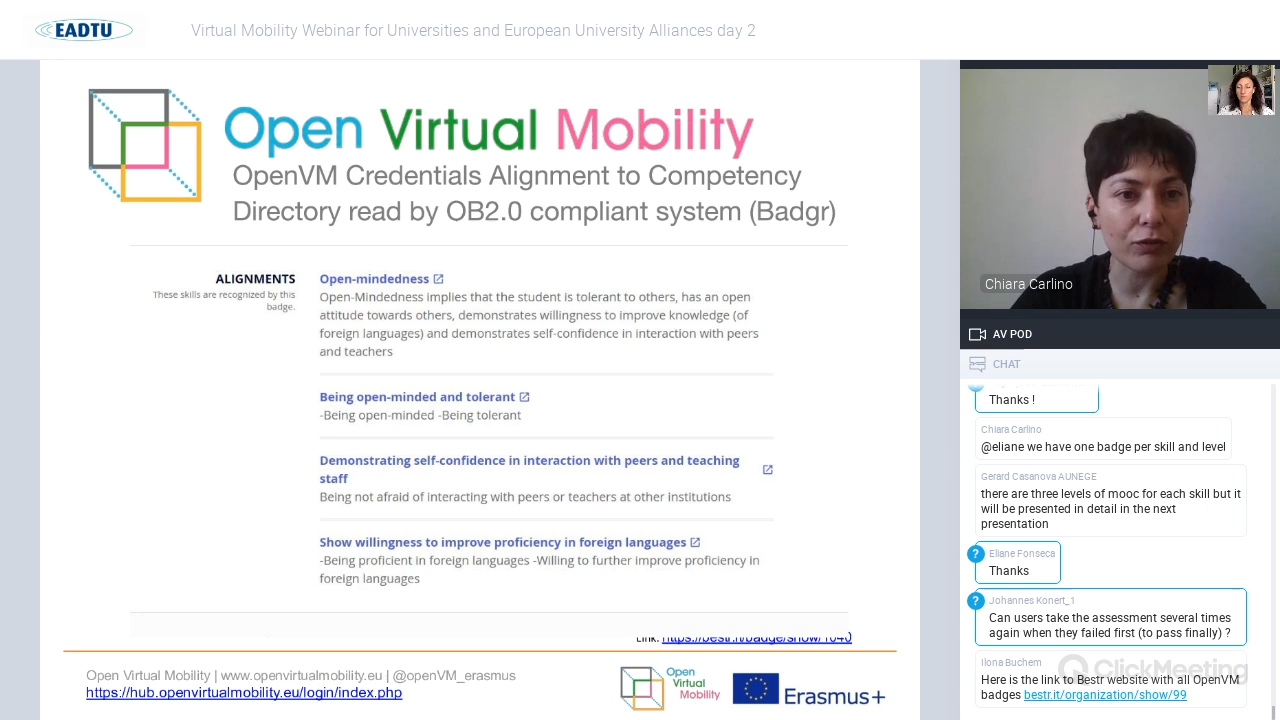 EADTU
Virtual Mobility Webinar for Universities and European University Alliances day 2
Open Virtual Mobility
OpenVM Credentials Alignment to Competency
Directory read by OB2.0 compliant system (Badgr)
ALIGNMENTS
These skills are recognized by this
badge.
Open-mindedness
Open-Mindedness implies that the student is tolerant to others, has an open
attitude towards others, demonstrates willingness to improve knowledge (of
foreign languages) and demonstrates self-confidence in interaction with peers
and teachers
Being open-minded and tolerant
-Being open-minded -Being tolerant
Demonstrating self-confidence in interaction with peers and teaching
staff
Being not afraid of interacting with peers or teachers at other institutions
Show willingness to improve proficiency in foreign languages
-Being proficient in foreign languages -Willing to further improve proficiency in
foreign languages
Link: https://bestr.it/badge/show/1040
Open Virtual Mobility | www.openvirtualmobility.eu | @openVM_erasmus
https://hub.openvirtualmobility.eu/login/index.php
Open
Virtual
Mobility
Erasmus+
Chiara Carlino
AV POD
CHAT
Thanks !
Chiara Carlino
@eliane we have one badge per skill and level
Gerard Casanova AUNEGE
there are three levels of mooc for each skill but it
will be presented in detail in the next
presentation
?
Eliane Fonseca
Thanks
?
Johannes Konert_1
Can users take the assessment several times
again when they failed first (to pass finally) ?
Ilona Buchem
Here is the link to Bestr website with all OpenVM
badges bestr.it/organization/show/99
ClickMeeting